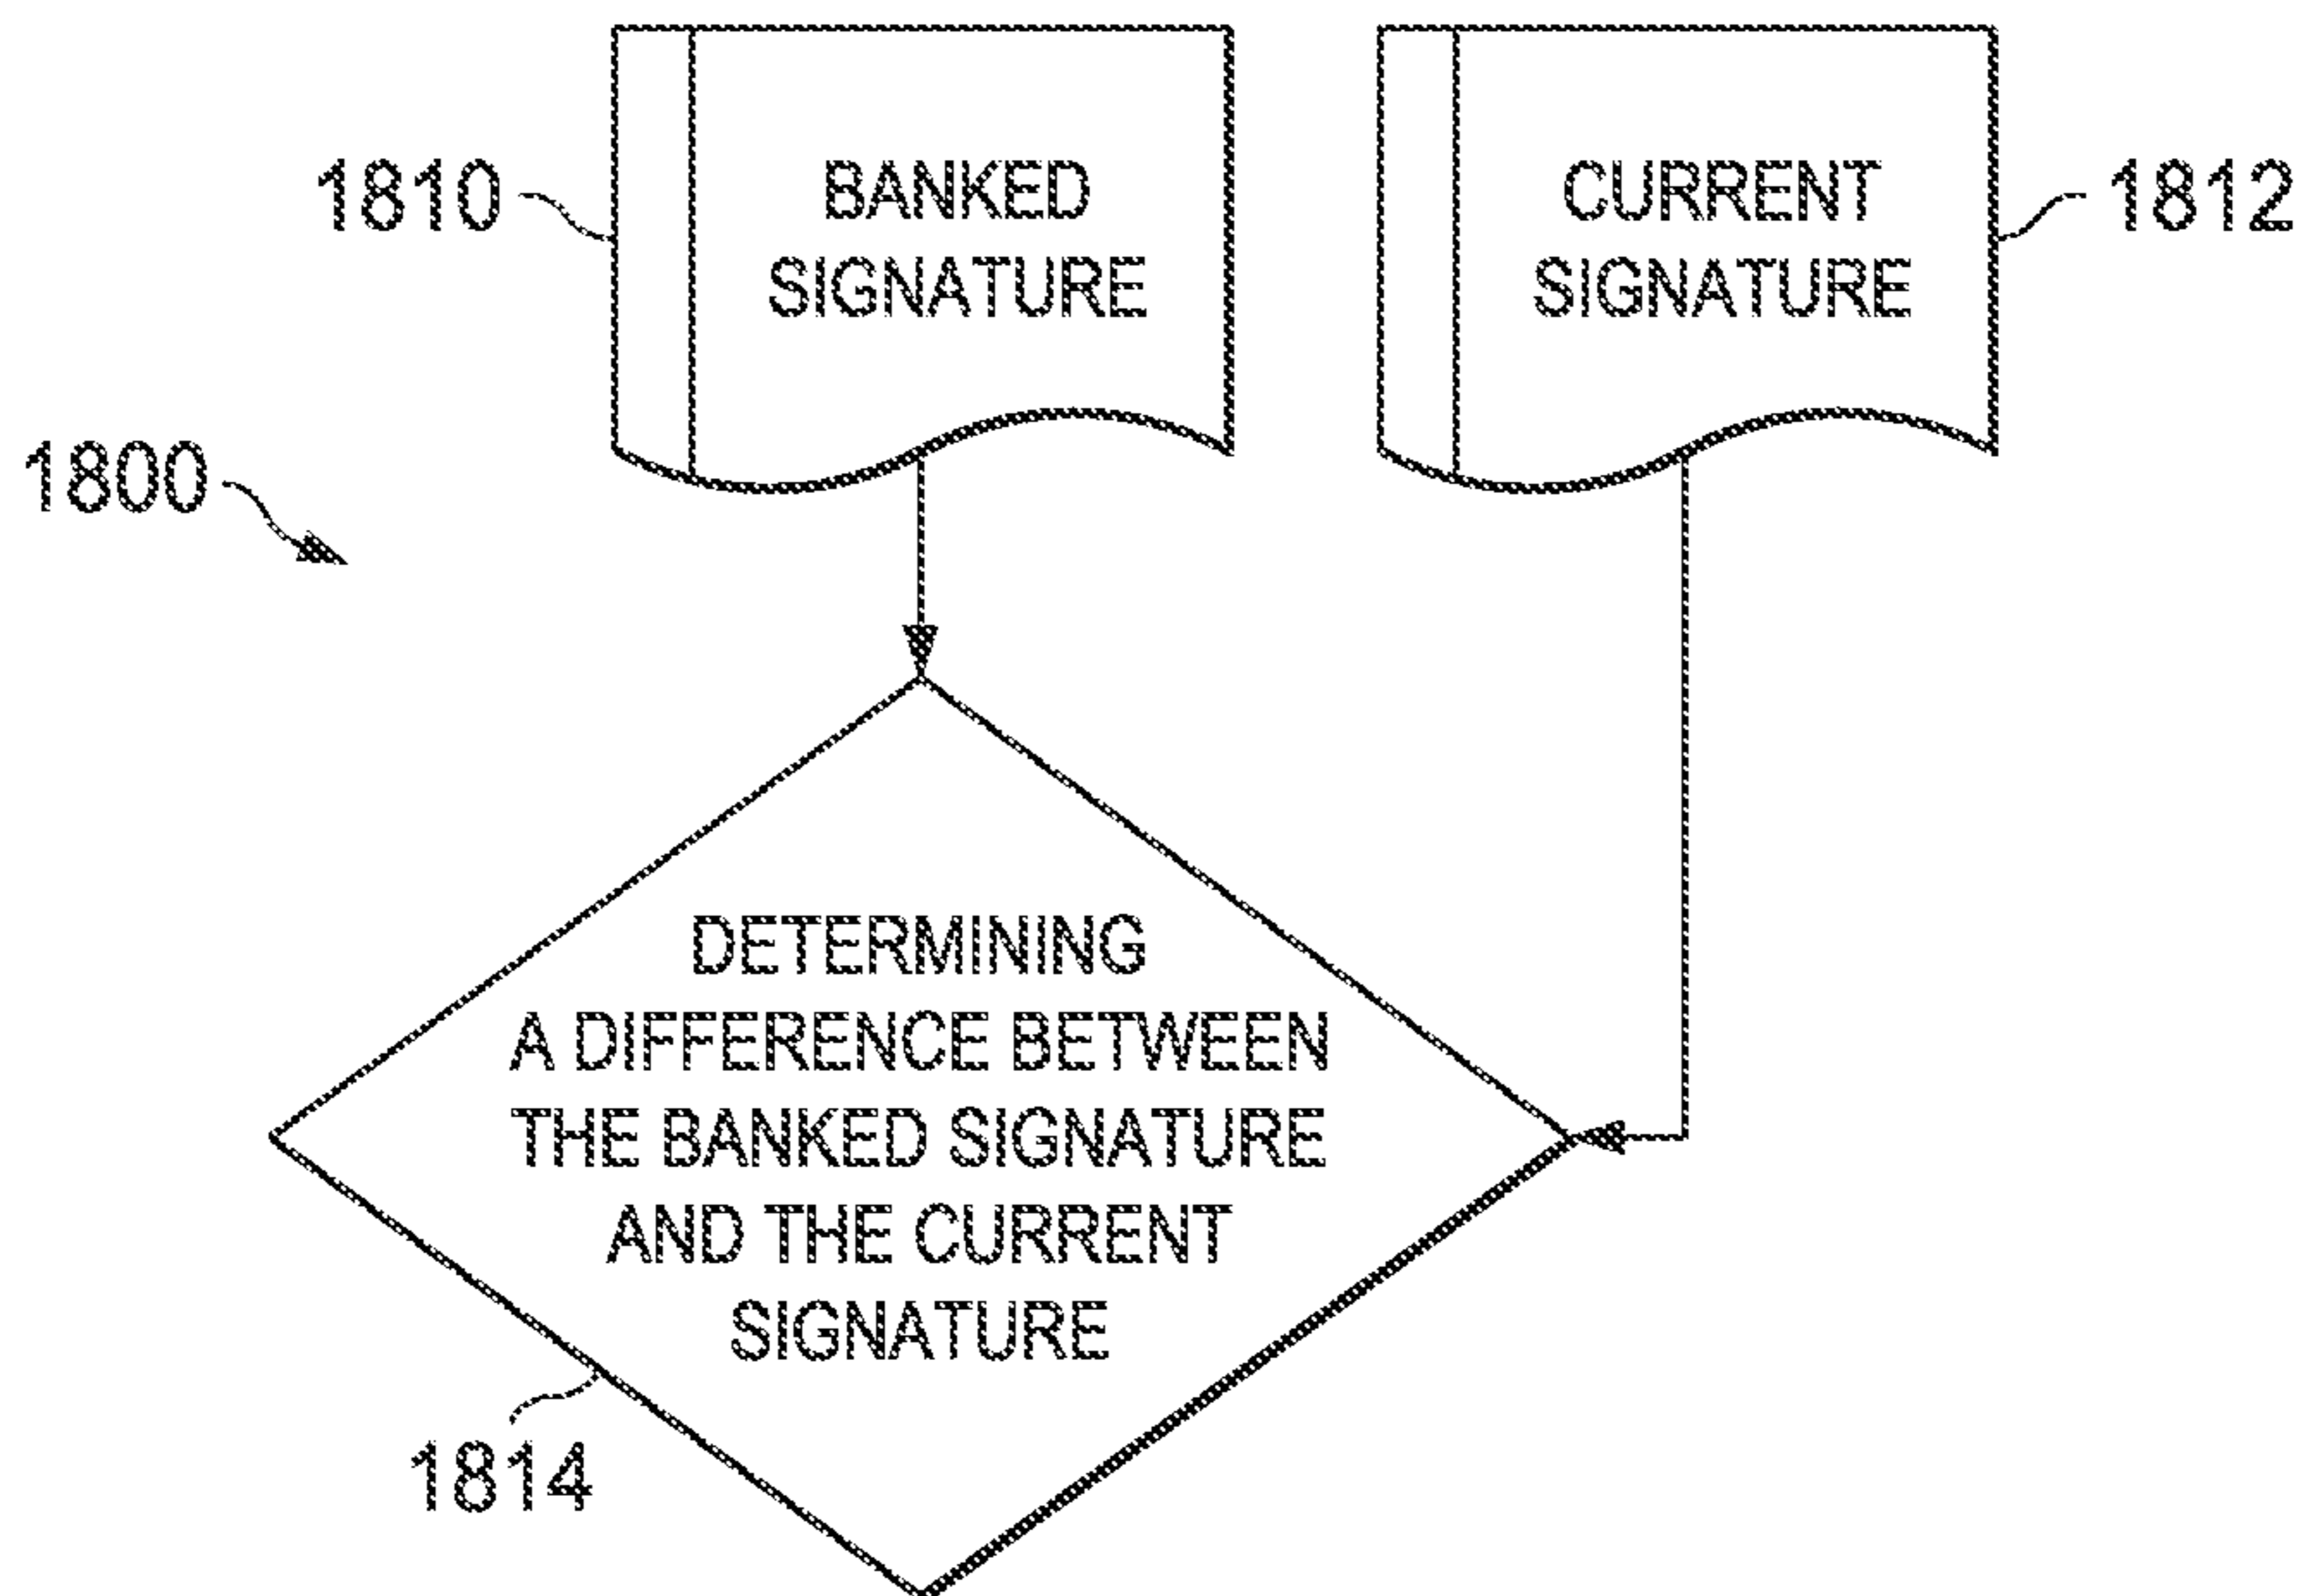 1810
BANKED
SIGNATURE
CURRENT
SIGNATURE
1812
1800
DETERMINING
A DIFFERENCE BETWEEN
THE BANKED SIGNATURE
AND THE CURRENT
SIGNATURE
1814